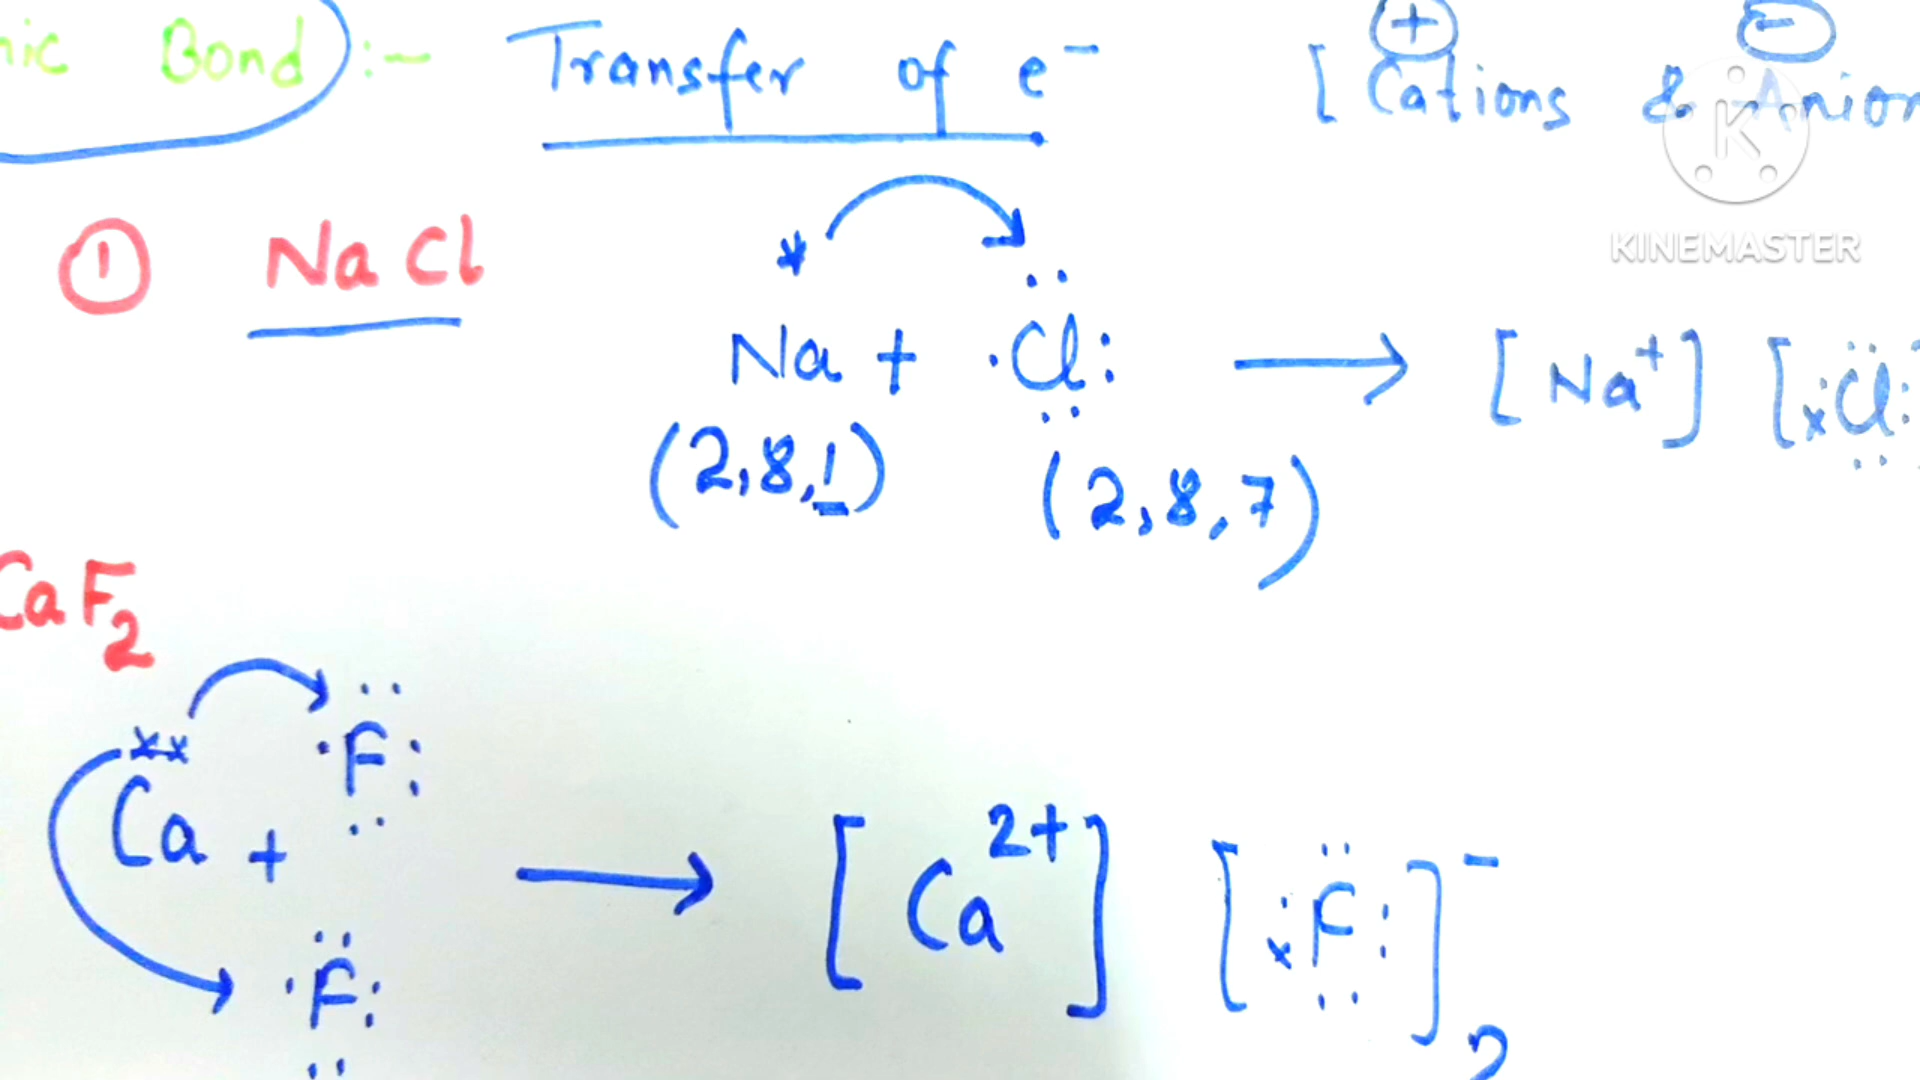 nic Bond :- Transfer of e⁻ [ Cations & Anion
+ −
KINEMASTER
① NaCl
Na + Cl → [Na⁺] [Cl
(2,8,1) (2,8,7)
CaF₂
Ca + F
F
→ [Ca²⁺] [F]⁻₂